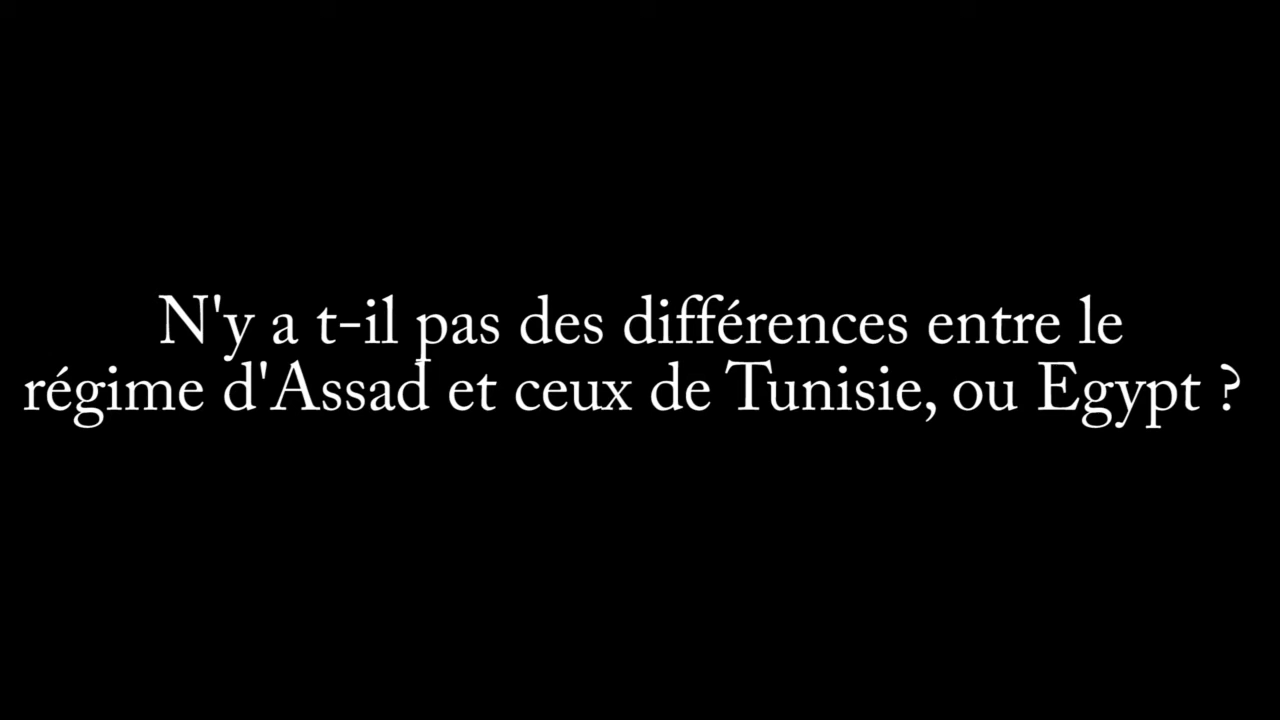 N'y a t-il pas des différences entre le
régime d'Assad et ceux de Tunisie, ou Egypt ?